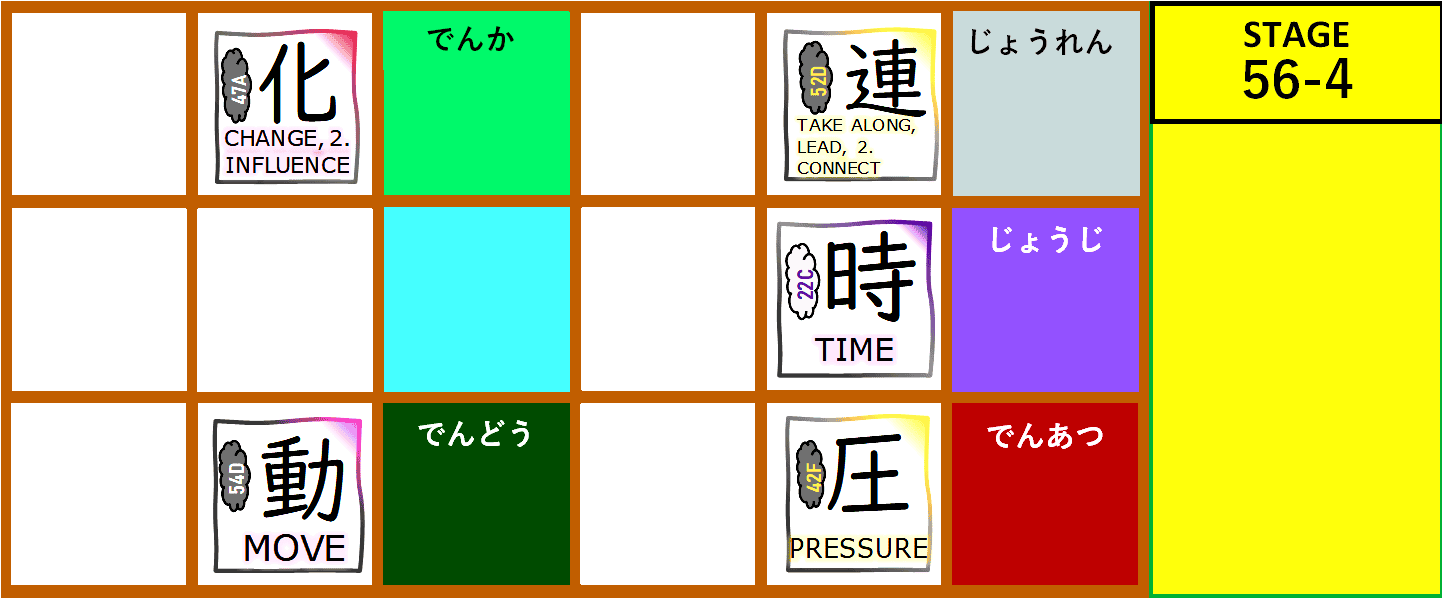 47A
化
CHANGE, 2.
INFLUENCE
でんか
52D
連
TAKE ALONG,
LEAD, 2.
CONNECT
じょうれん
STAGE
56-4
22C
時
TIME
じょうじ
54D
動
MOVE
でんどう
42F
圧
PRESSURE
でんあつ